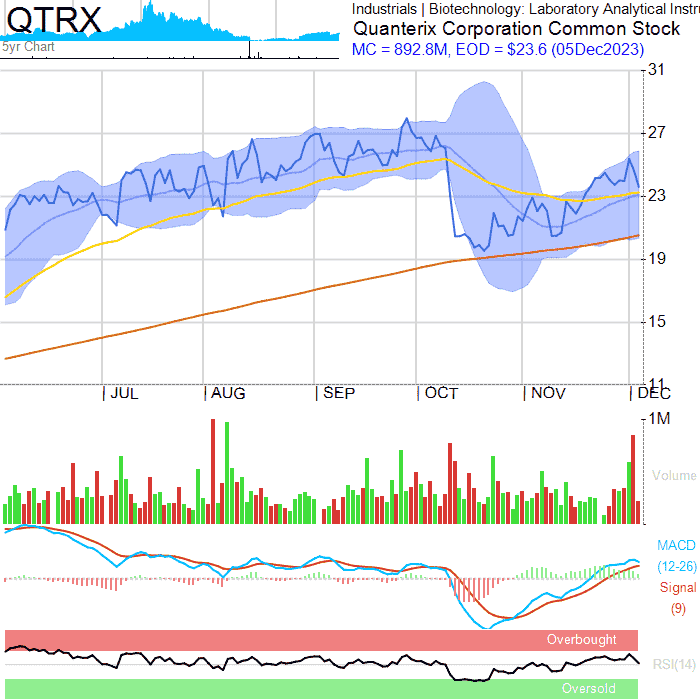 QTRX
5yr Chart
Industrials | Biotechnology: Laboratory Analytical Instru
Quanterix Corporation Common Stock
MC = 892.8M, EOD = $23.6 (05Dec2023)
31
27
23
19
15
11
JUL
AUG
SEP
OCT
NOV
DEC
1M
Volume
MACD
(12-26)
Signal
(9)
Overbought
RSI(14)
Oversold